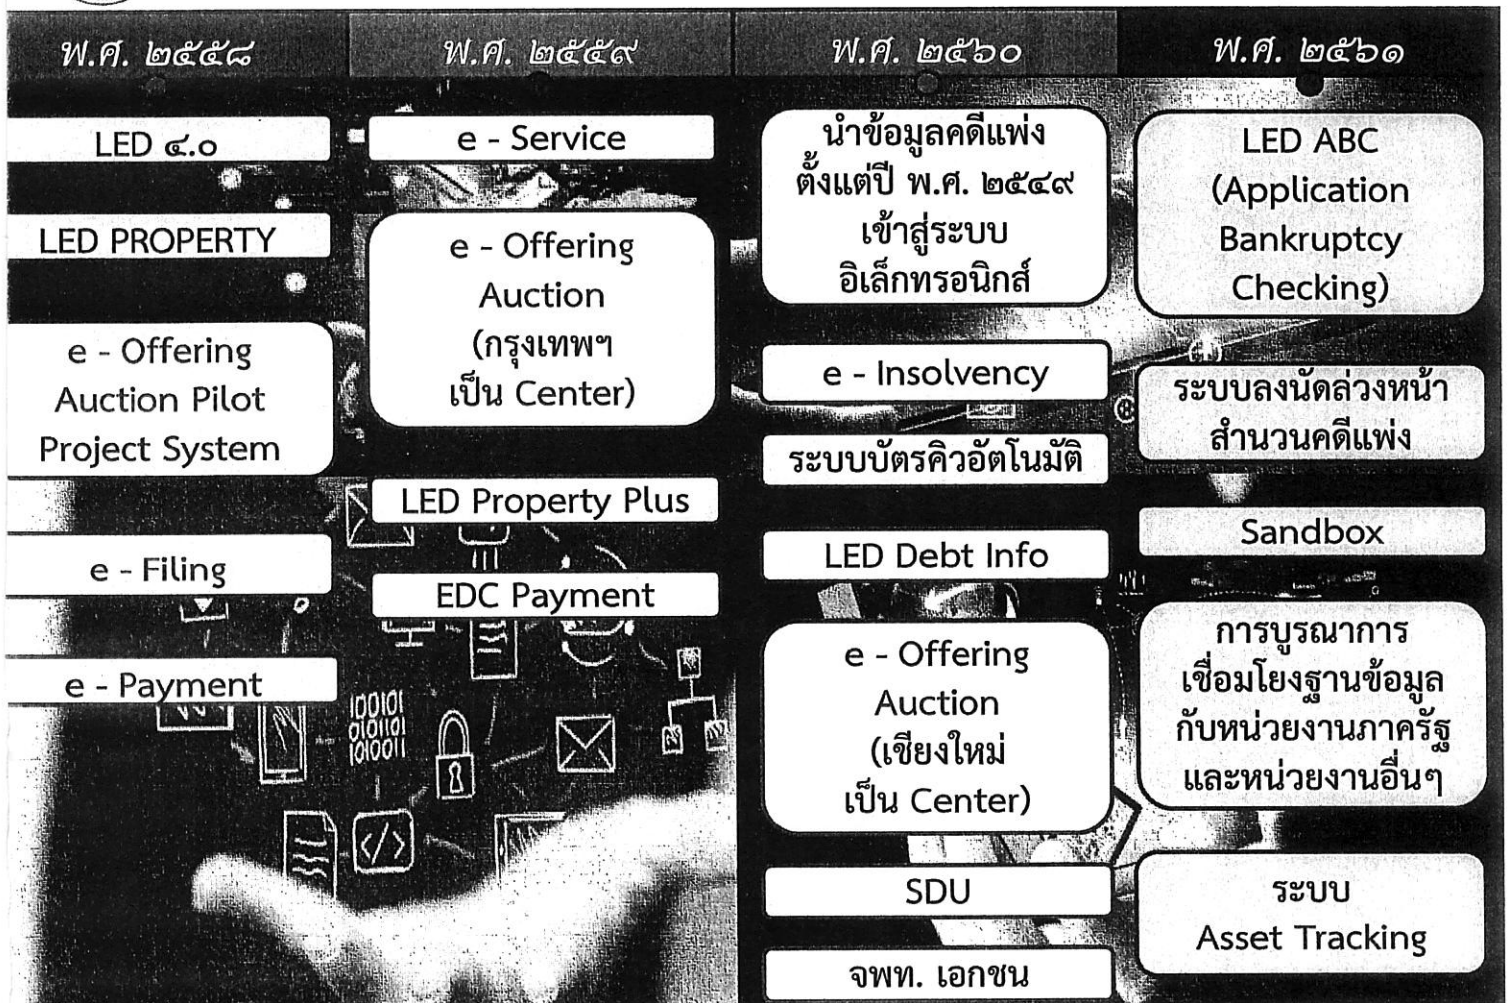 พ.ศ. ๒๕๕๘
LED ๔.๐
LED PROPERTY
e - Offering
Auction Pilot
Project System
e - Filing
e - Payment
พ.ศ. ๒๕๕๙
e - Service
e - Offering
Auction
(กรุงเทพฯ
เป็น Center)
LED Property Plus
EDC Payment
100101
0101101
1010011
</>
พ.ศ. ๒๕๖๐
นำข้อมูลคดีแพ่ง
ตั้งแต่ปี พ.ศ. ๒๕๔๙
เข้าสู่ระบบ
อิเล็กทรอนิกส์
e - Insolvency
ระบบบัตรคิวอัตโนมัติ
LED Debt Info
e - Offering
Auction
(เชียงใหม่
เป็น Center)
SDU
จพท. เอกชน
พ.ศ. ๒๕๖๑
LED ABC
(Application
Bankruptcy
Checking)
ระบบลงนัดล่วงหน้า
สำนวนคดีแพ่ง
Sandbox
การบูรณาการ
เชื่อมโยงฐานข้อมูล
กับหน่วยงานภาครัฐ
และหน่วยงานอื่นๆ
ระบบ
Asset Tracking